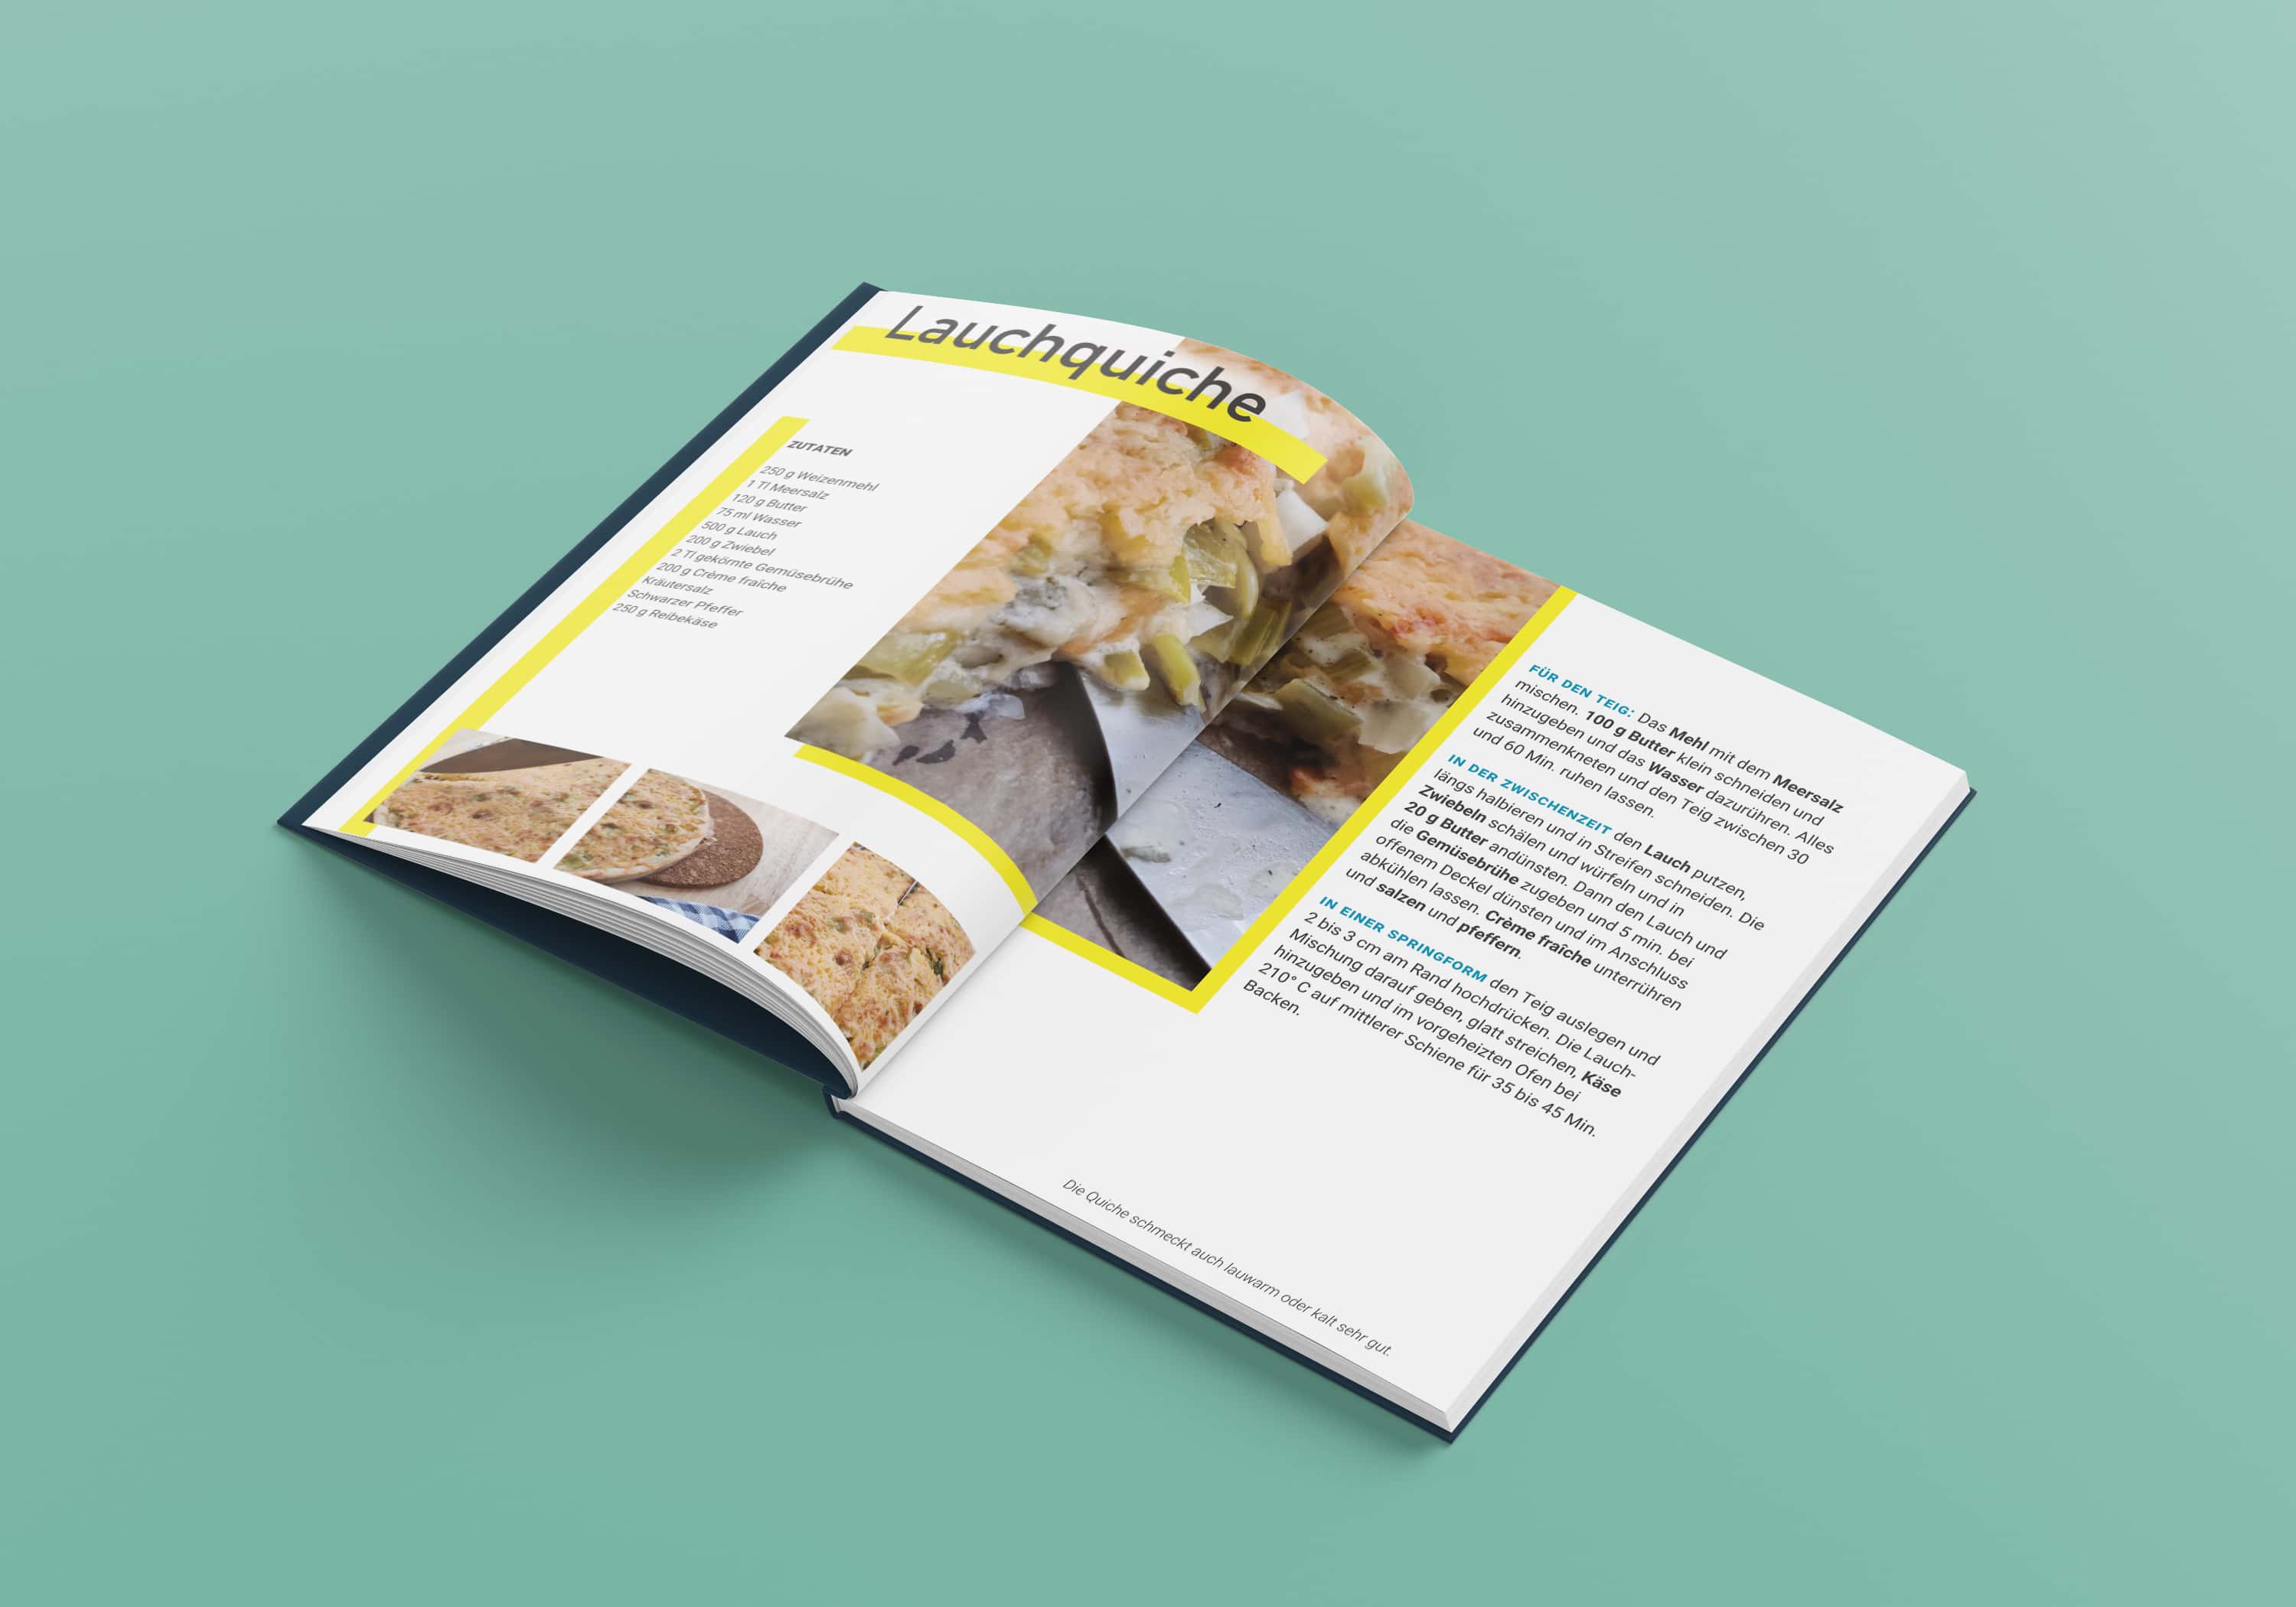 Lauchquiche
ZUTATEN
250 g Weizenmehl
1 Tl Meersalz
120 g Butter
75 ml Wasser
500 g Lauch
200 g Zwiebel
2 Tl gekörnte Gemüsebrühe
200 g Crème fraîche
Kräutersalz
Schwarzer Pfeffer
250 g Reibekäse
FÜR DEN TEIG: Das Mehl mit dem Meersalz
mischen. 100 g Butter klein schneiden und
hinzugeben und das Wasser dazurühren. Alles
zusammenkneten und den Teig zwischen 30
und 60 Min. ruhen lassen.
IN DER ZWISCHENZEIT den Lauch putzen,
längs halbieren und in Streifen schneiden. Die
Zwiebeln schälen und würfeln und in
20 g Butter andünsten. Dann den Lauch und
die Gemüsebrühe zugeben und 5 min. bei
offenem Deckel dünsten und im Anschluss
abkühlen lassen. Crème fraîche unterrühren
und salzen und pfeffern.
IN EINER SPRINGFORM den Teig auslegen und
2 bis 3 cm am Rand hochdrücken. Die Lauch-
Mischung darauf geben, glatt streichen, Käse
hinzugeben und im vorgeheizten Ofen bei
210° C auf mittlerer Schiene für 35 bis 45 Min.
Backen.
Die Quiche schmeckt auch lauwarm oder kalt sehr gut.